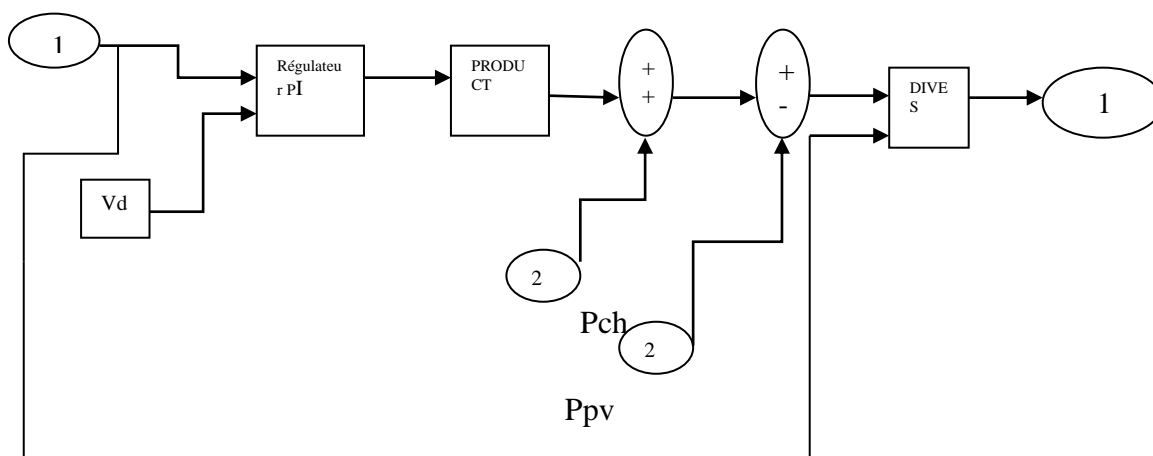 1
Régulateu
r PI
PRODU
CT
+
+
+
-
DIVE
S
1
Vd
2
Pch
2
Ppv